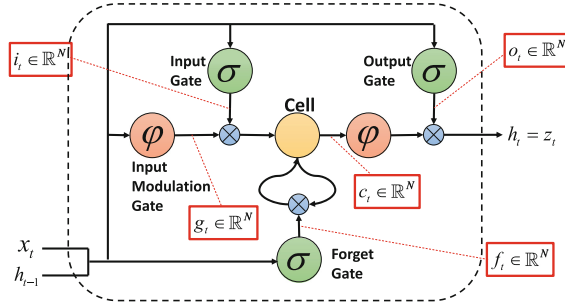 i_t ∈ ℝ^N
Input
Gate
σ
Output
Gate
σ
o_t ∈ ℝ^N
Cell
φ
φ
h_t = z_t
Input
Modulation
Gate
g_t ∈ ℝ^N
c_t ∈ ℝ^N
x_t
h_{t-1}
σ
Forget
Gate
f_t ∈ ℝ^N